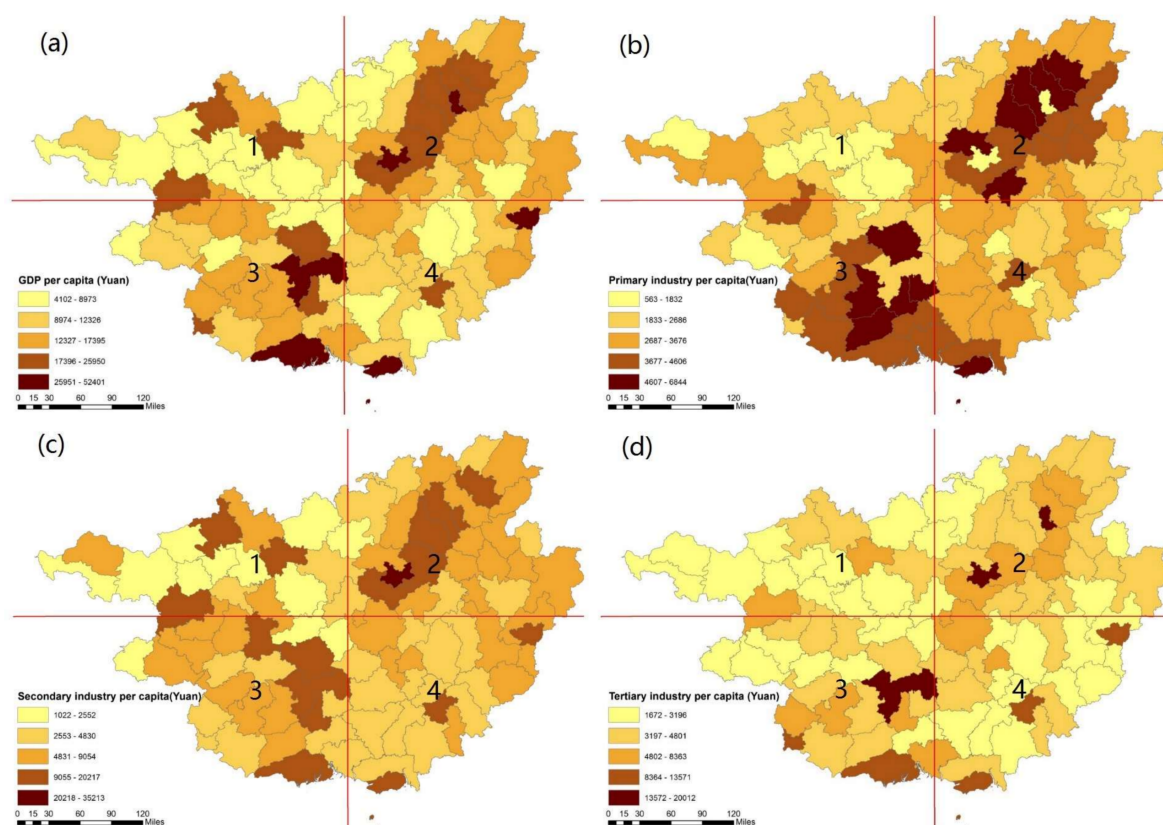 (a)
1
2
3
4
GDP per capita (Yuan)
4102 - 8973
8974 - 12326
12327 - 17395
17396 - 25950
25951 - 52401
0 15 30 60 90 120
Miles
(b)
1
2
3
4
Primary industry per capita (Yuan)
563 - 1832
1833 - 2686
2687 - 3676
3677 - 4606
4607 - 6844
0 15 30 60 90 120
Miles
(c)
1
2
3
4
Secondary industry per capita(Yuan)
1022 - 2552
2553 - 4830
4831 - 9054
9055 - 20217
20218 - 35213
0 15 30 60 90 120
Miles
(d)
1
2
3
4
Tertiary industry per capita (Yuan)
1672 - 3196
3197 - 4801
4802 - 8363
8364 - 13571
13572 - 20012
0 15 30 60 90 120
Miles